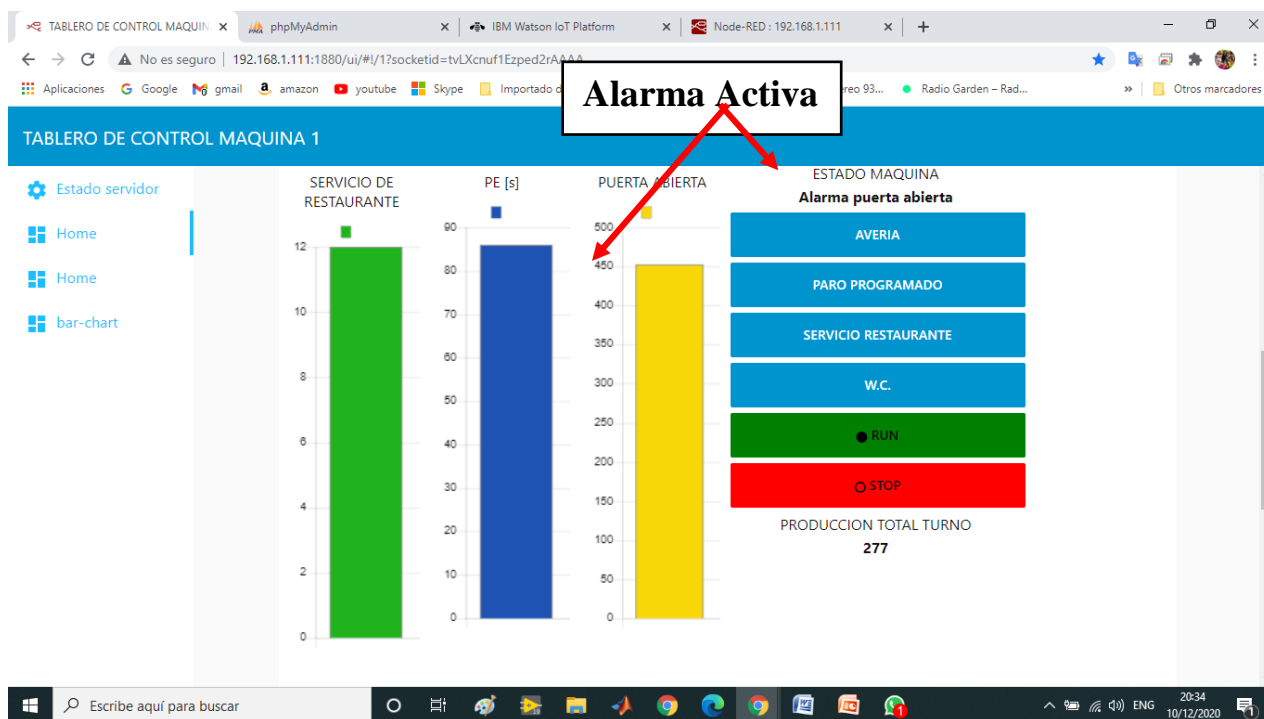 TABLERO DE CONTROL MAQUIN
phpMyAdmin
IBM Watson IoT Platform
Node-RED : 192.168.1.111
No es seguro
192.168.1.111:1880/ui/#!/1?socketid=tvLXcnuf1Ezped2rAAAA
Aplicaciones
Google
gmail
amazon
youtube
Skype
Importado d
ereo 93...
Radio Garden – Rad...
»
Otros marcadores
Alarma Activa
TABLERO DE CONTROL MAQUINA 1
Estado servidor
Home
Home
bar-chart
SERVICIO DE
RESTAURANTE
12
10
8
6
4
2
0
PE [s]
90
80
70
60
50
40
30
20
10
0
PUERTA ABIERTA
500
450
400
350
300
250
200
150
100
50
0
ESTADO MAQUINA
Alarma puerta abierta
AVERIA
PARO PROGRAMADO
SERVICIO RESTAURANTE
W.C.
RUN
STOP
PRODUCCION TOTAL TURNO
277
Escribe aquí para buscar
ENG
20:34
10/12/2020